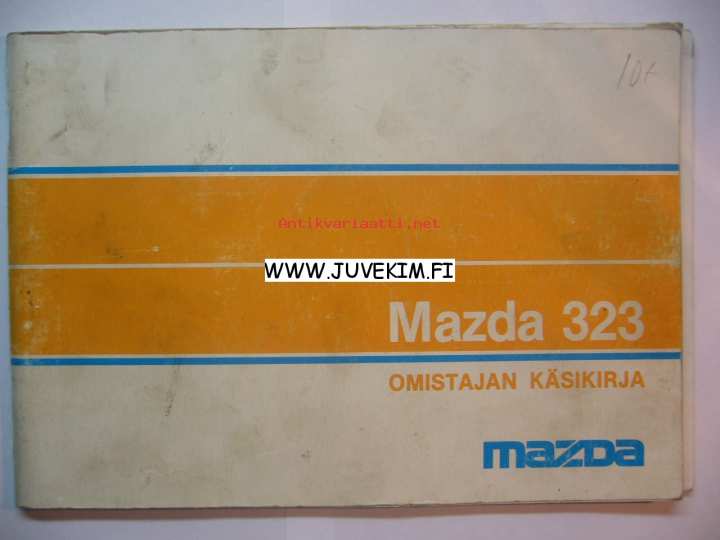 10+
Antikvariaatti.net
WWW.JUVEKIM.FI
Mazda 323
OMISTAJAN KÄSIKIRJA
mazda